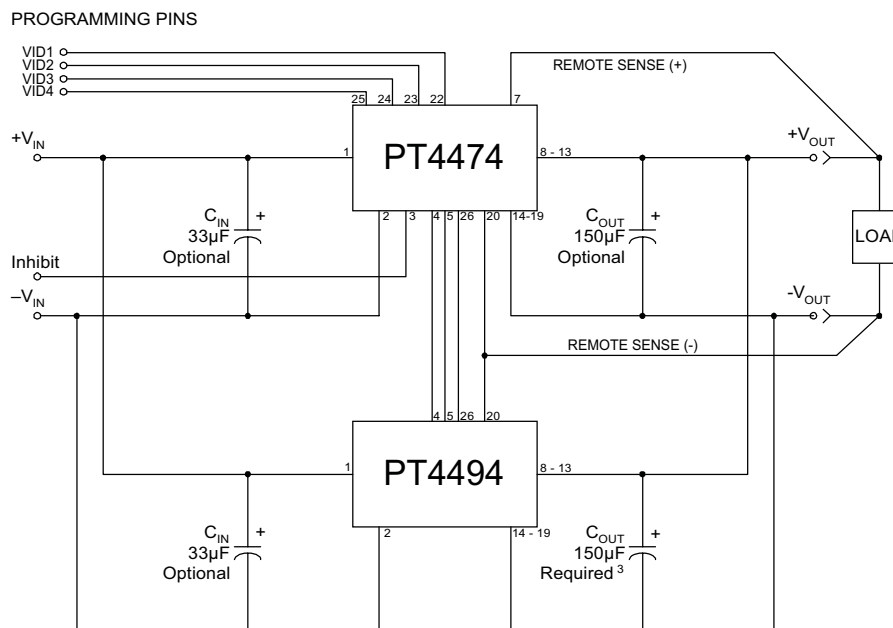 PROGRAMMING PINS
VID1
VID2
VID3
VID4
25 24 23 22 7
REMOTE SENSE (+)
+VIN
1 PT4474 8 - 13
+VOUT
2 3 4 5 26 20 14-19
CIN
33µF
Optional
+
COUT
150µF
Optional
+
Inhibit
–VIN
-VOUT
REMOTE SENSE (-)
4 5 26 20
1 PT4494 8 - 13
2 14 - 19
CIN
33µF
Optional
+
COUT
150µF
Required 3
+